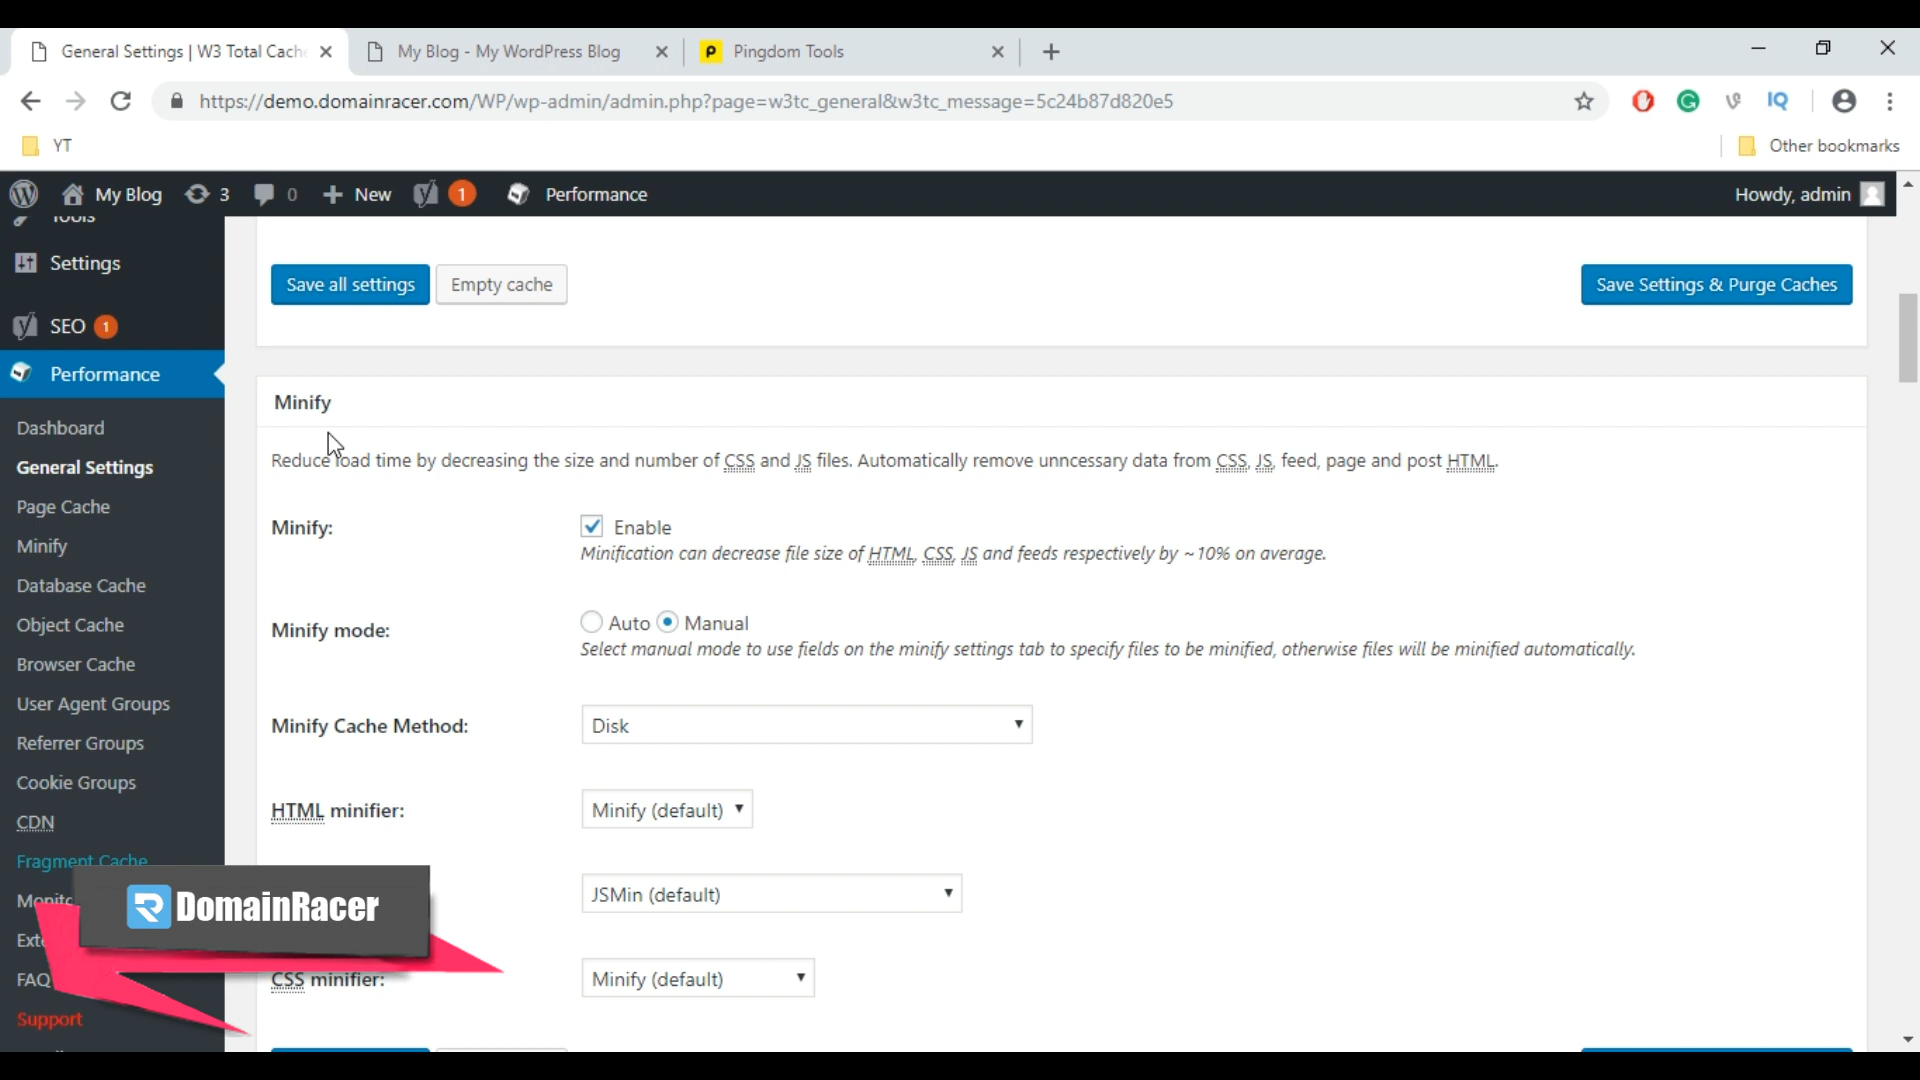 General Settings | W3 Total Cach
My Blog - My WordPress Blog
Pingdom Tools
https://demo.domainracer.com/WP/wp-admin/admin.php?page=w3tc_general&w3tc_message=5c24b87d820e5
IQ
YT
Other bookmarks
My Blog 3 0 New 1 Performance
Howdy, admin
Tools
Settings
SEO 1
Performance
Dashboard
General Settings
Page Cache
Minify
Database Cache
Object Cache
Browser Cache
User Agent Groups
Referrer Groups
Cookie Groups
CDN
Fragment Cache
Monito
Exte
FAQ
Support
Save all settings
Empty cache
Save Settings & Purge Caches
Minify
Reduce load time by decreasing the size and number of CSS and JS files. Automatically remove unncessary data from CSS, JS, feed, page and post HTML.
Minify: Enable
Minification can decrease file size of HTML, CSS, JS and feeds respectively by ~10% on average.
Minify mode: Auto Manual
Select manual mode to use fields on the minify settings tab to specify files to be minified, otherwise files will be minified automatically.
Minify Cache Method: Disk
HTML minifier: Minify (default)
JSMin (default)
CSS minifier: Minify (default)
DomainRacer